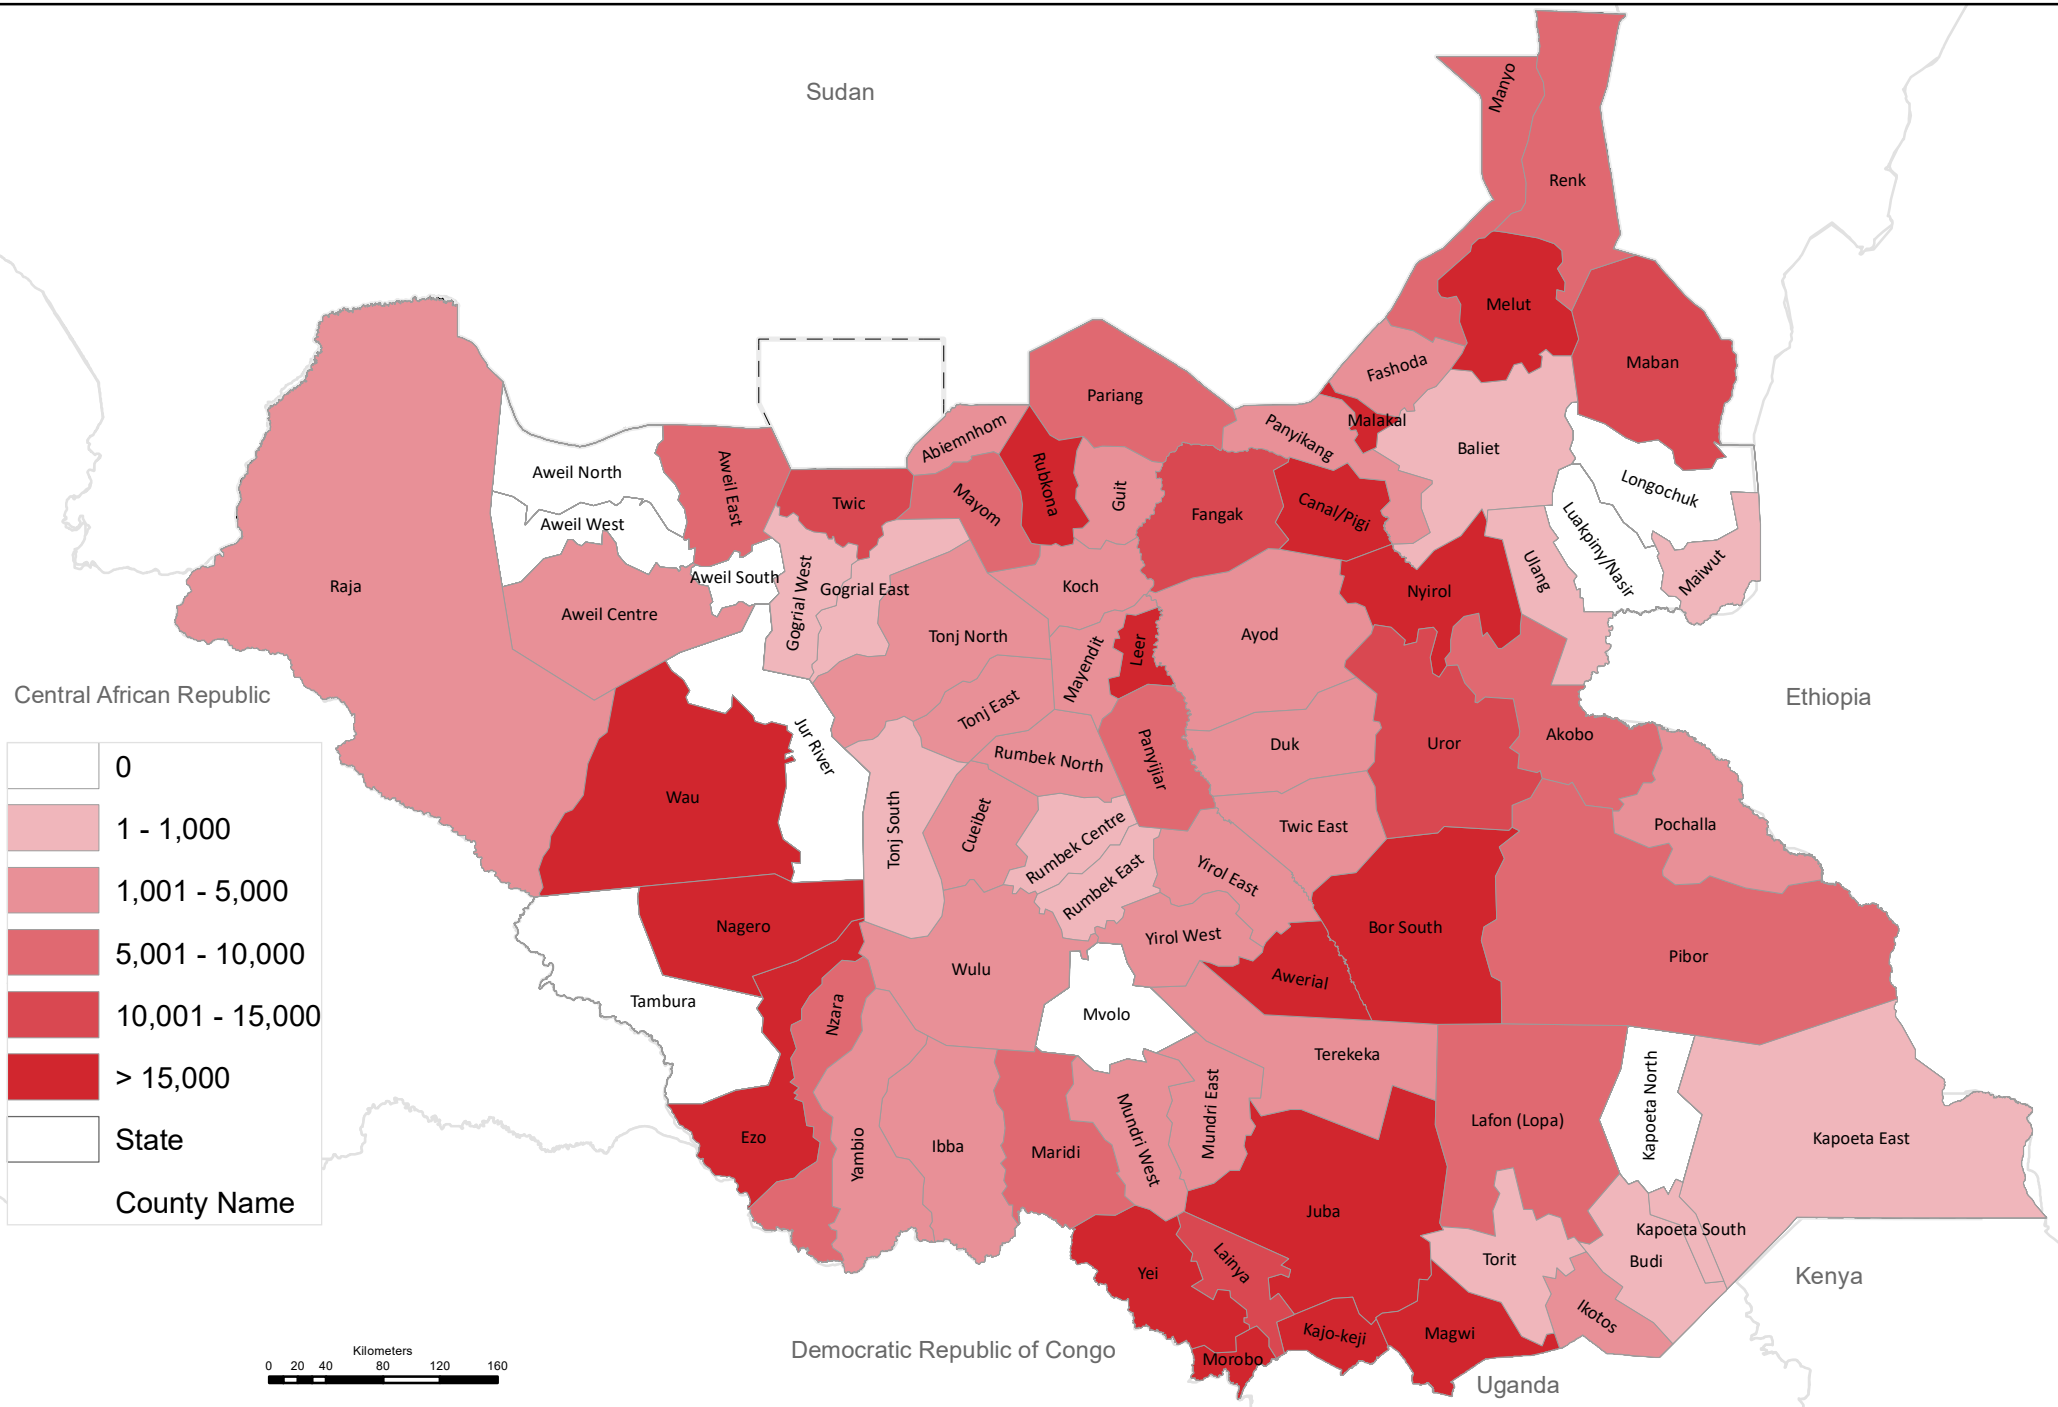 Sudan
Manyo
Renk
Melut
Maban
Fashoda
Pariang
Malakal
Panyikang
Baliet
Abiemnhom
Aweil North
Longochuk
Aweil East
Rubkona
Guit
Twic
Mayom
Fangak
Canal/Pigi
Aweil West
Luakpiny/Nasir
Ulang
Maiwut
Aweil South
Gogrial West
Gogrial East
Koch
Nyirol
Raja
Aweil Centre
Tonj North
Ayod
Leer
Mayendit
Central African Republic
Ethiopia
Tonj East
Jur River
Akobo
Duk
Uror
Rumbek North
Panyijiar
Wau
Tonj South
Cueibet
Twic East
Pochalla
Rumbek Centre
Rumbek East
Yirol East
Nagero
Bor South
Yirol West
Pibor
Wulu
Awerial
Tambura
Nzara
Mvolo
Terekeka
Kapoeta North
Mundri East
Lafon (Lopa)
Ezo
Yambio
Ibba
Maridi
Mundri West
Kapoeta East
Juba
Kapoeta South
Torit
Budi
Lainya
Yei
Kenya
Ikotos
Kajo-keji
Magwi
Morobo
Democratic Republic of Congo
Uganda
0
1 - 1,000
1,001 - 5,000
5,001 - 10,000
10,001 - 15,000
> 15,000
State
County Name
Kilometers
0 20 40 80 120 160